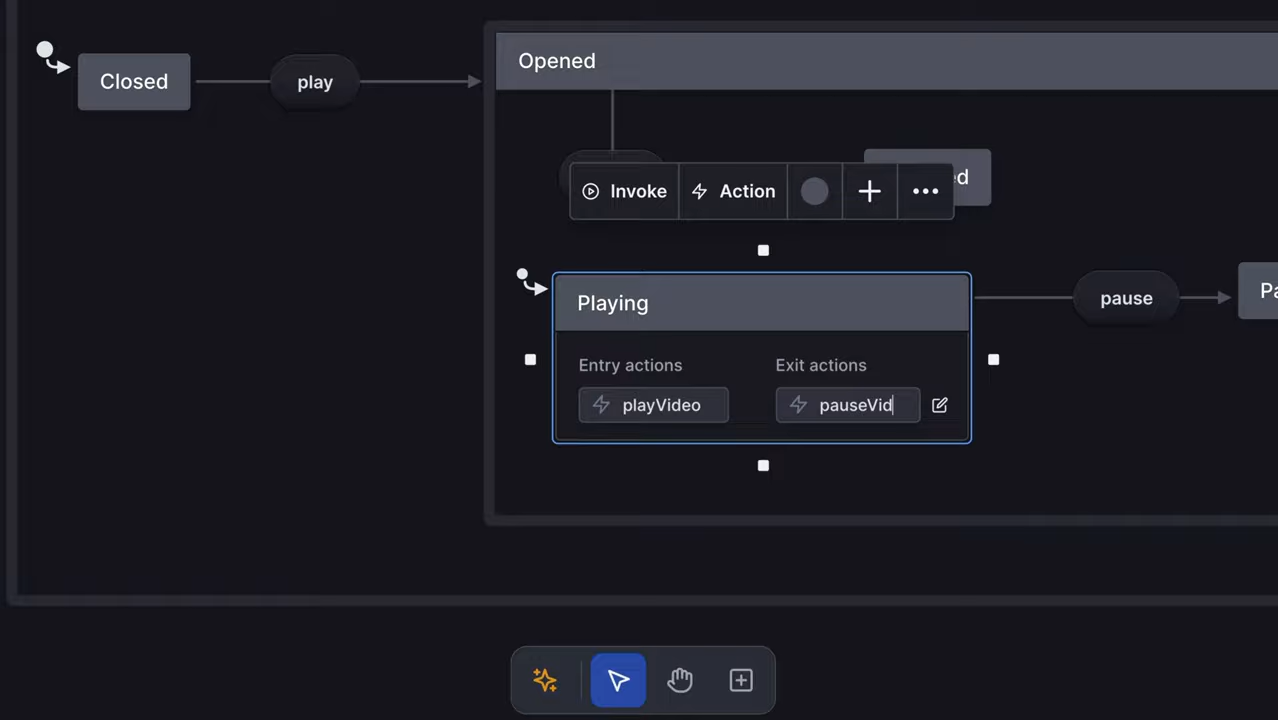 Closed
play
Opened
Invoke
Action
Playing
pause
Entry actions
Exit actions
playVideo
pauseVid